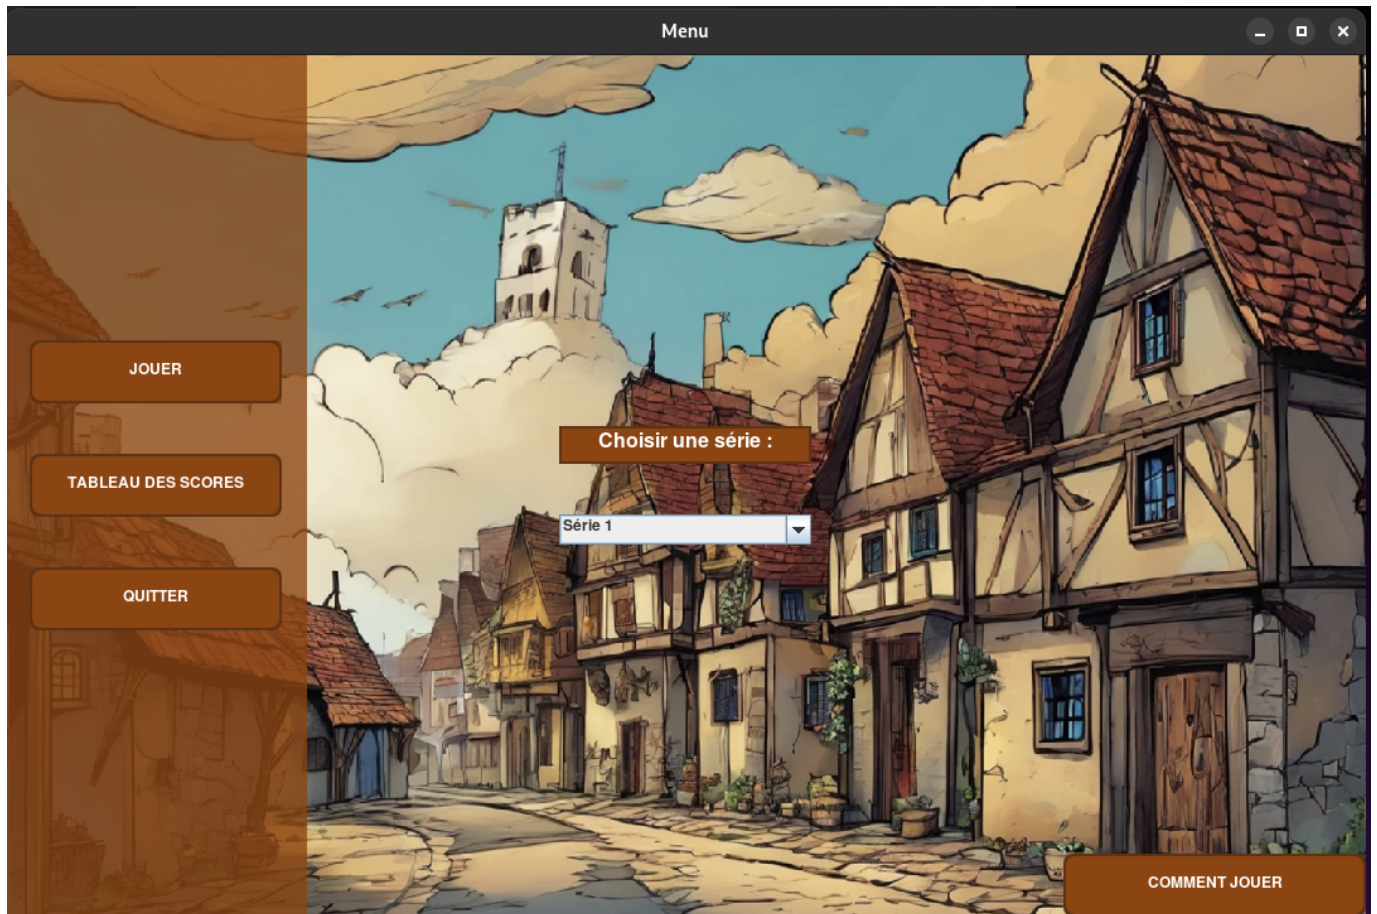 Menu
JOUER
TABLEAU DES SCORES
QUITTER
Choisir une série :
Série 1
COMMENT JOUER